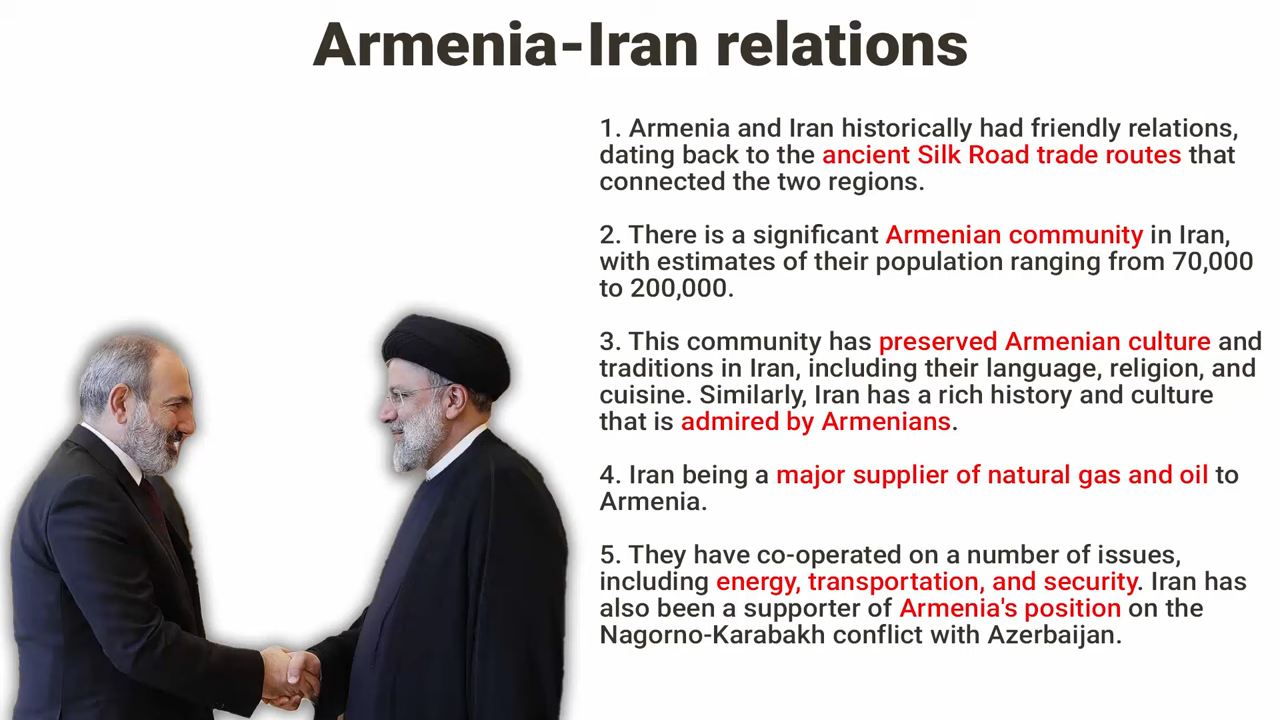 Armenia-Iran relations
1. Armenia and Iran historically had friendly relations,
dating back to the ancient Silk Road trade routes that
connected the two regions.
2. There is a significant Armenian community in Iran,
with estimates of their population ranging from 70,000
to 200,000.
3. This community has preserved Armenian culture and
traditions in Iran, including their language, religion, and
cuisine. Similarly, Iran has a rich history and culture
that is admired by Armenians.
4. Iran being a major supplier of natural gas and oil to
Armenia.
5. They have co-operated on a number of issues,
including energy, transportation, and security. Iran has
also been a supporter of Armenia's position on the
Nagorno-Karabakh conflict with Azerbaijan.